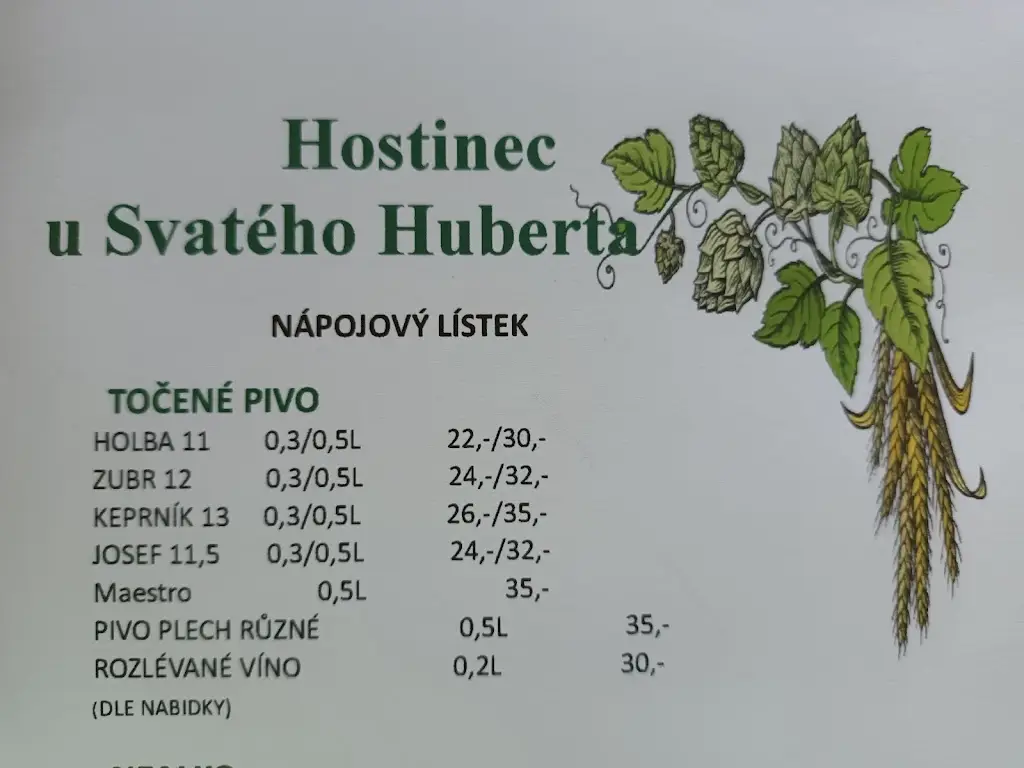 Hostinec
u Svatého Huberta
NÁPOJOVÝ LÍSTEK
TOČENÉ PIVO
HOLBA 11 0,3/0,5L 22,-/30,-
ZUBR 12 0,3/0,5L 24,-/32,-
KEPRNÍK 13 0,3/0,5L 26,-/35,-
JOSEF 11,5 0,3/0,5L 24,-/32,-
Maestro 0,5L 35,-
PIVO PLECH RŮZNÉ 0,5L 35,-
ROZLÉVANÉ VÍNO 0,2L 30,-
(DLE NABIDKY)